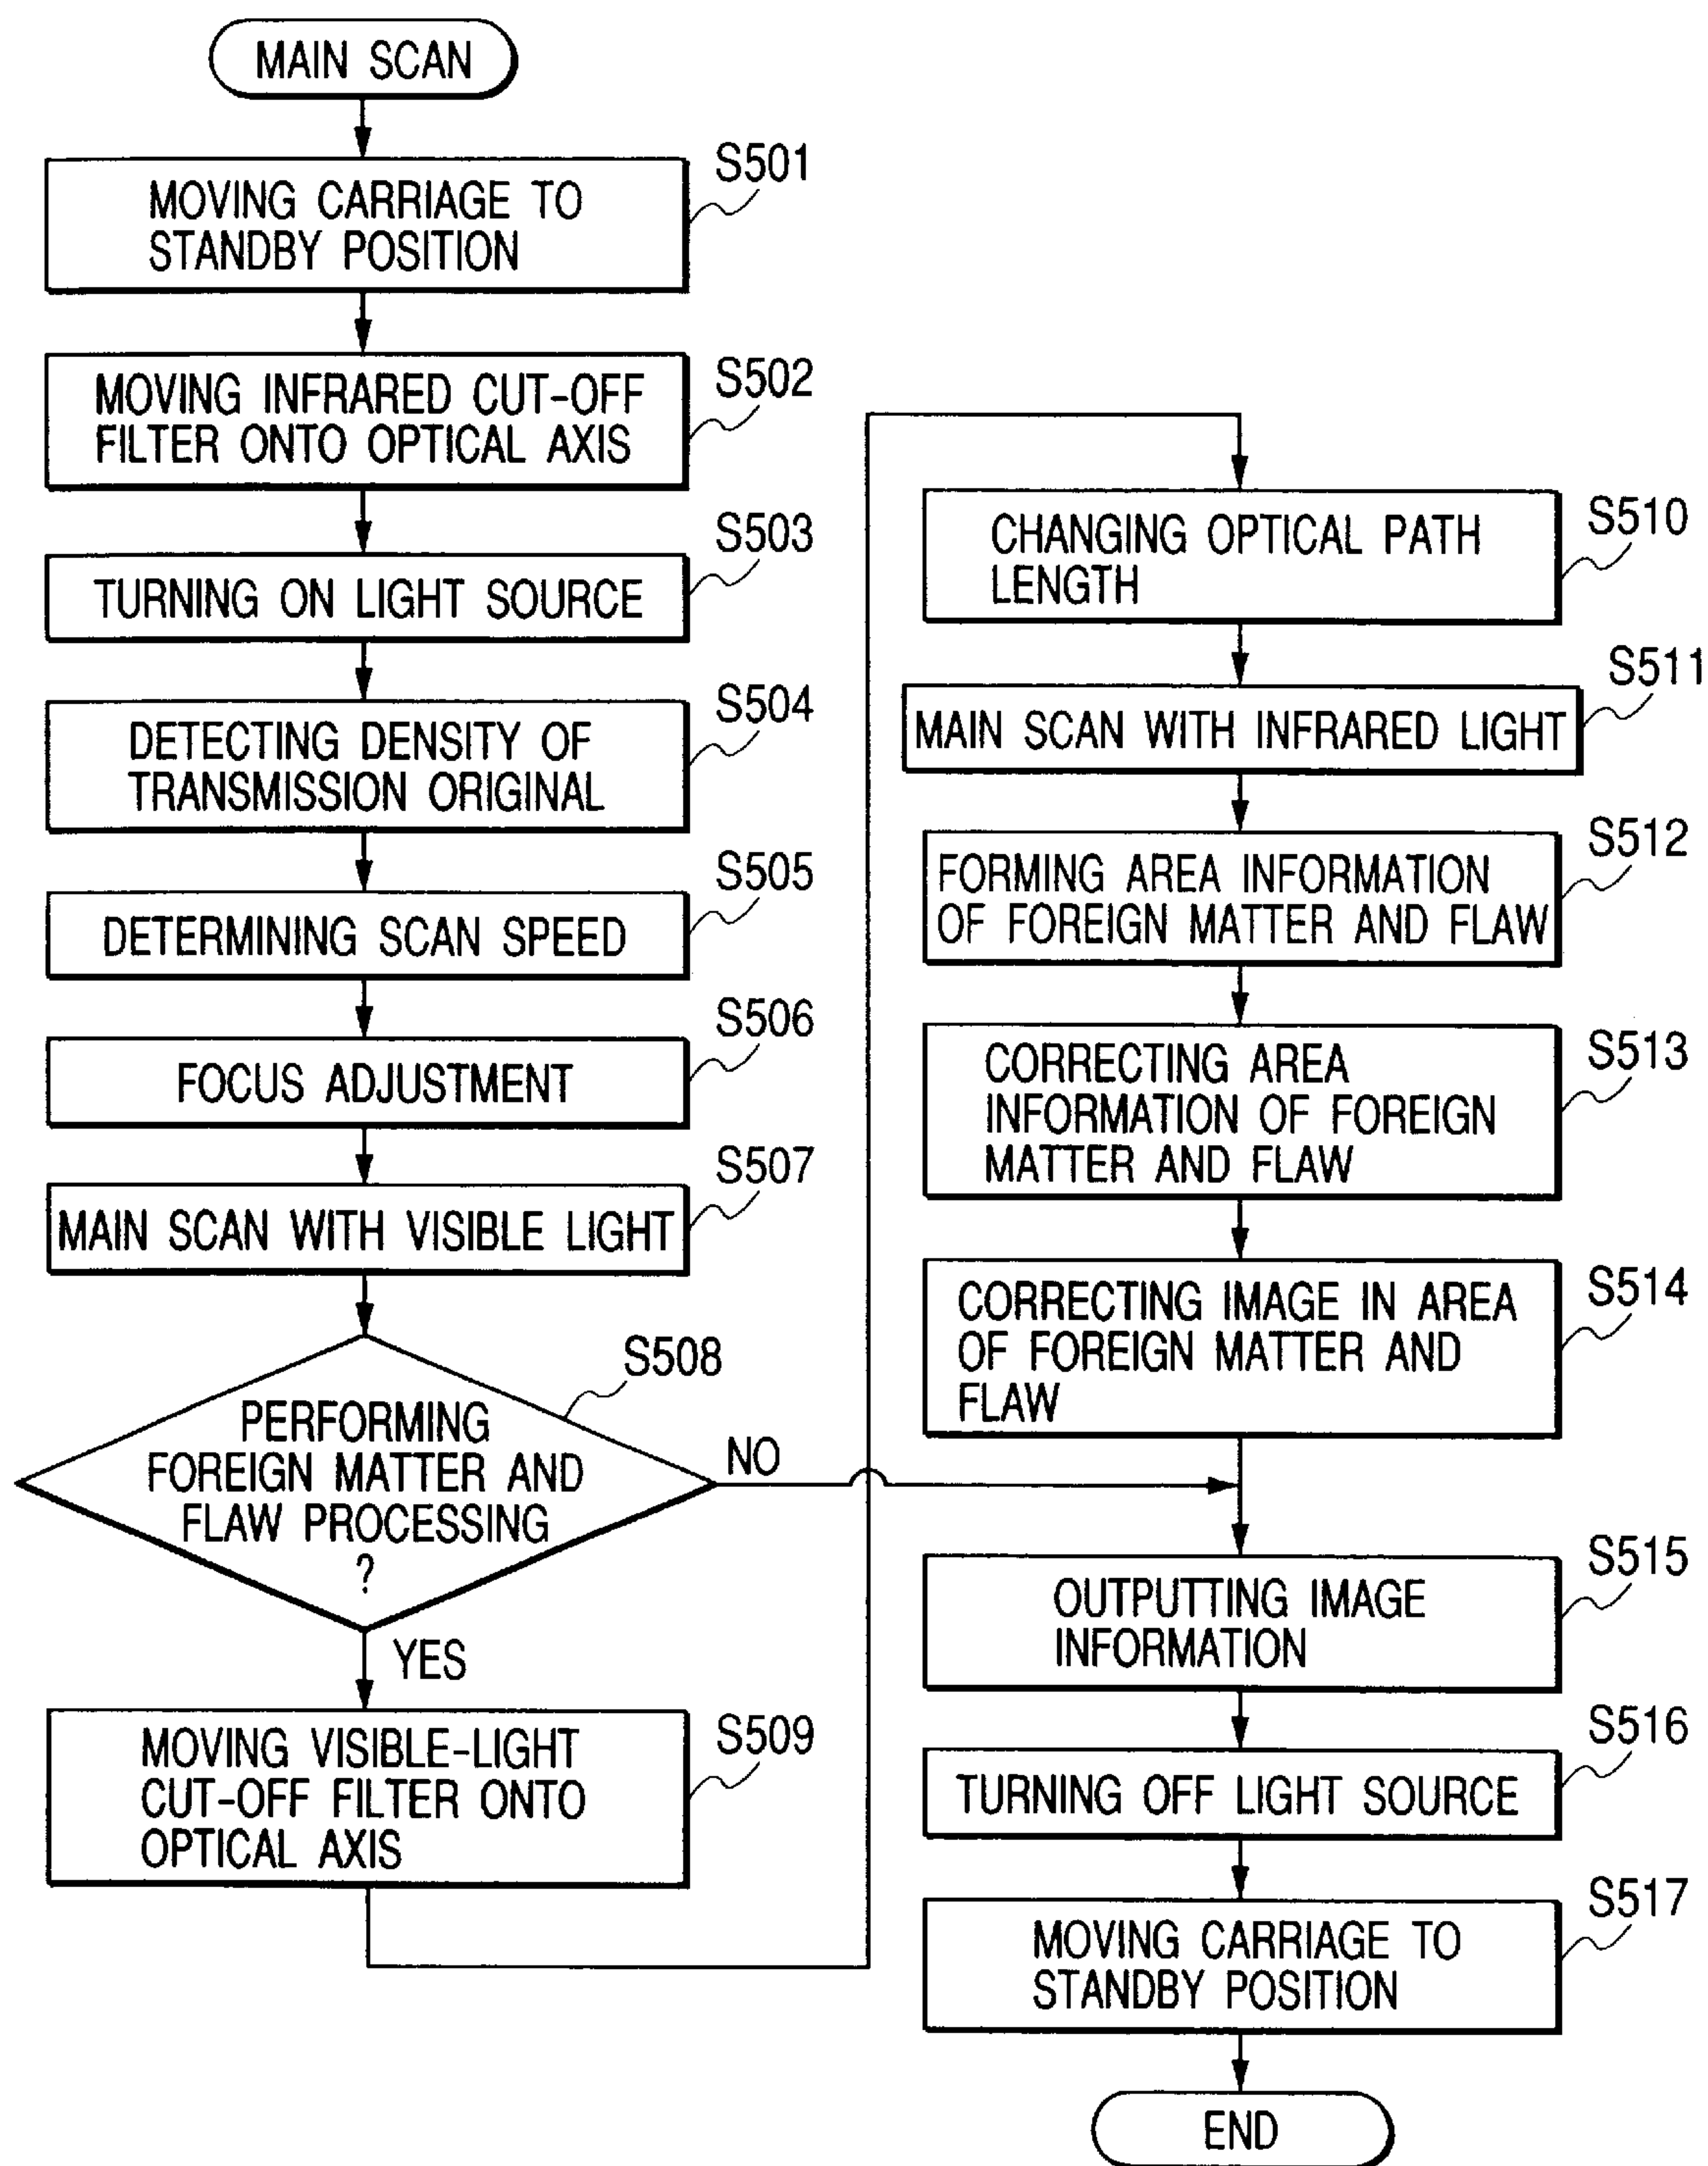 MAIN SCAN
S501
MOVING CARRIAGE TO
STANDBY POSITION
S502
MOVING INFRARED CUT-OFF
FILTER ONTO OPTICAL AXIS
S503
TURNING ON LIGHT SOURCE
S504
DETECTING DENSITY OF
TRANSMISSION ORIGINAL
S505
DETERMINING SCAN SPEED
S506
FOCUS ADJUSTMENT
S507
MAIN SCAN WITH VISIBLE LIGHT
S508
PERFORMING
FOREIGN MATTER AND
FLAW PROCESSING
?
NO
YES
S509
MOVING VISIBLE-LIGHT
CUT-OFF FILTER ONTO
OPTICAL AXIS
S510
CHANGING OPTICAL PATH
LENGTH
S511
MAIN SCAN WITH INFRARED LIGHT
S512
FORMING AREA INFORMATION
OF FOREIGN MATTER AND FLAW
S513
CORRECTING AREA
INFORMATION OF FOREIGN
MATTER AND FLAW
S514
CORRECTING IMAGE IN AREA
OF FOREIGN MATTER AND
FLAW
S515
OUTPUTTING IMAGE
INFORMATION
S516
TURNING OFF LIGHT SOURCE
S517
MOVING CARRIAGE TO
STANDBY POSITION
END